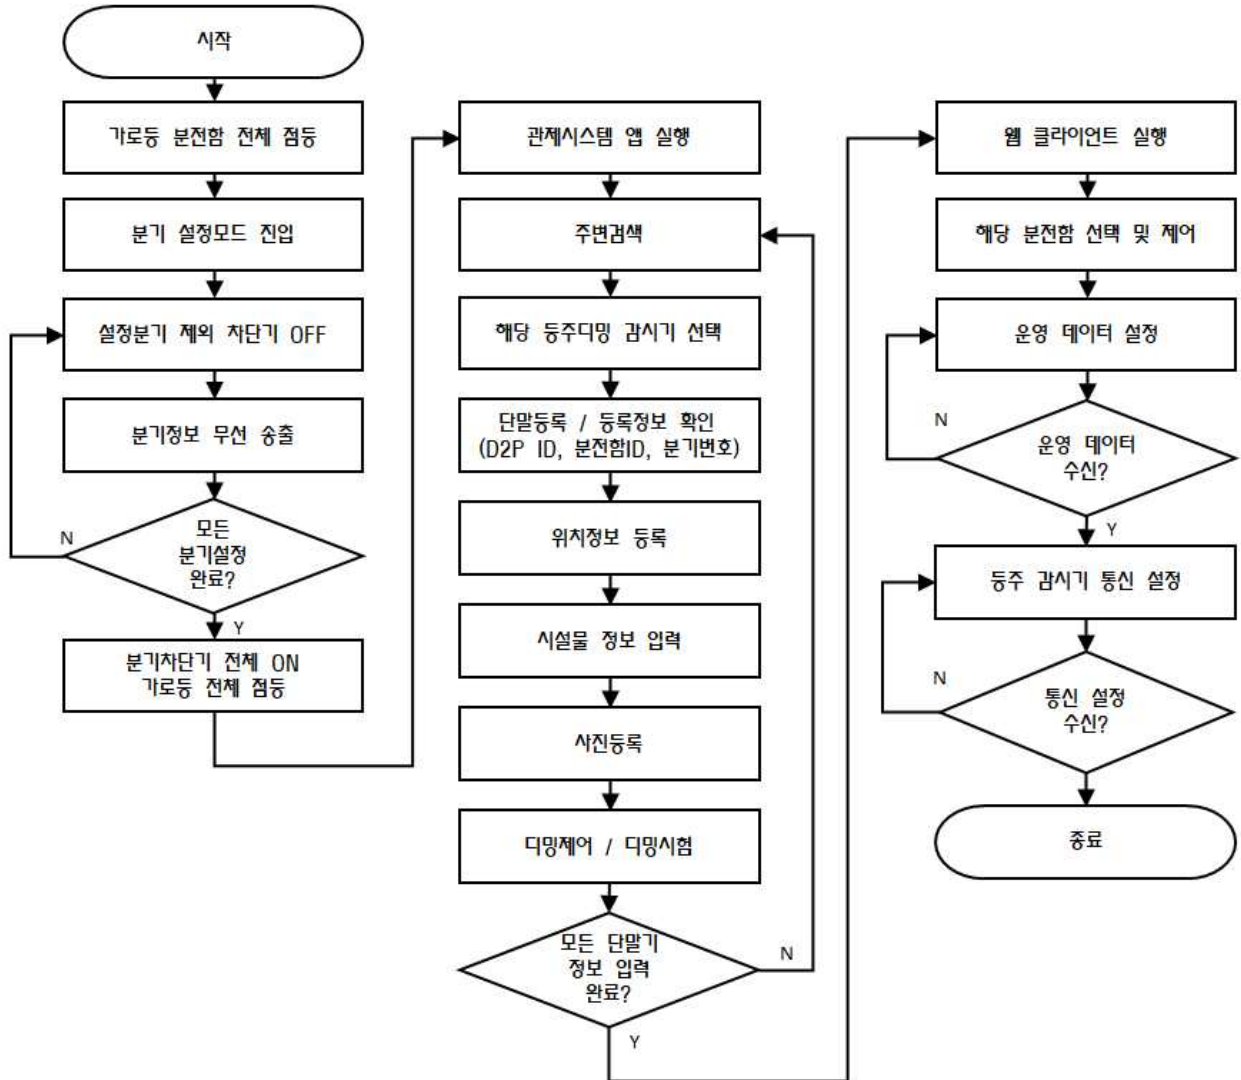 시작
가로등 분전함 전체 점등
분기 설정모드 진입
설정분기 제외 차단기 OFF
분기정보 무선 송출
모든
분기설정
완료?
N
Y
분기차단기 전체 ON
가로등 전체 점등
관제시스템 앱 실행
주변검색
해당 등주디밍 감시기 선택
단말등록 / 등록정보 확인
(D2P ID, 분전함ID, 분기번호)
위치정보 등록
시설물 정보 입력
사진등록
디밍제어 / 디밍시험
모든 단말기
정보 입력
완료?
N
Y
웹 클라이언트 실행
해당 분전함 선택 및 제어
운영 데이터 설정
N
운영 데이터
수신?
Y
등주 감시기 통신 설정
N
통신 설정
수신?
종료